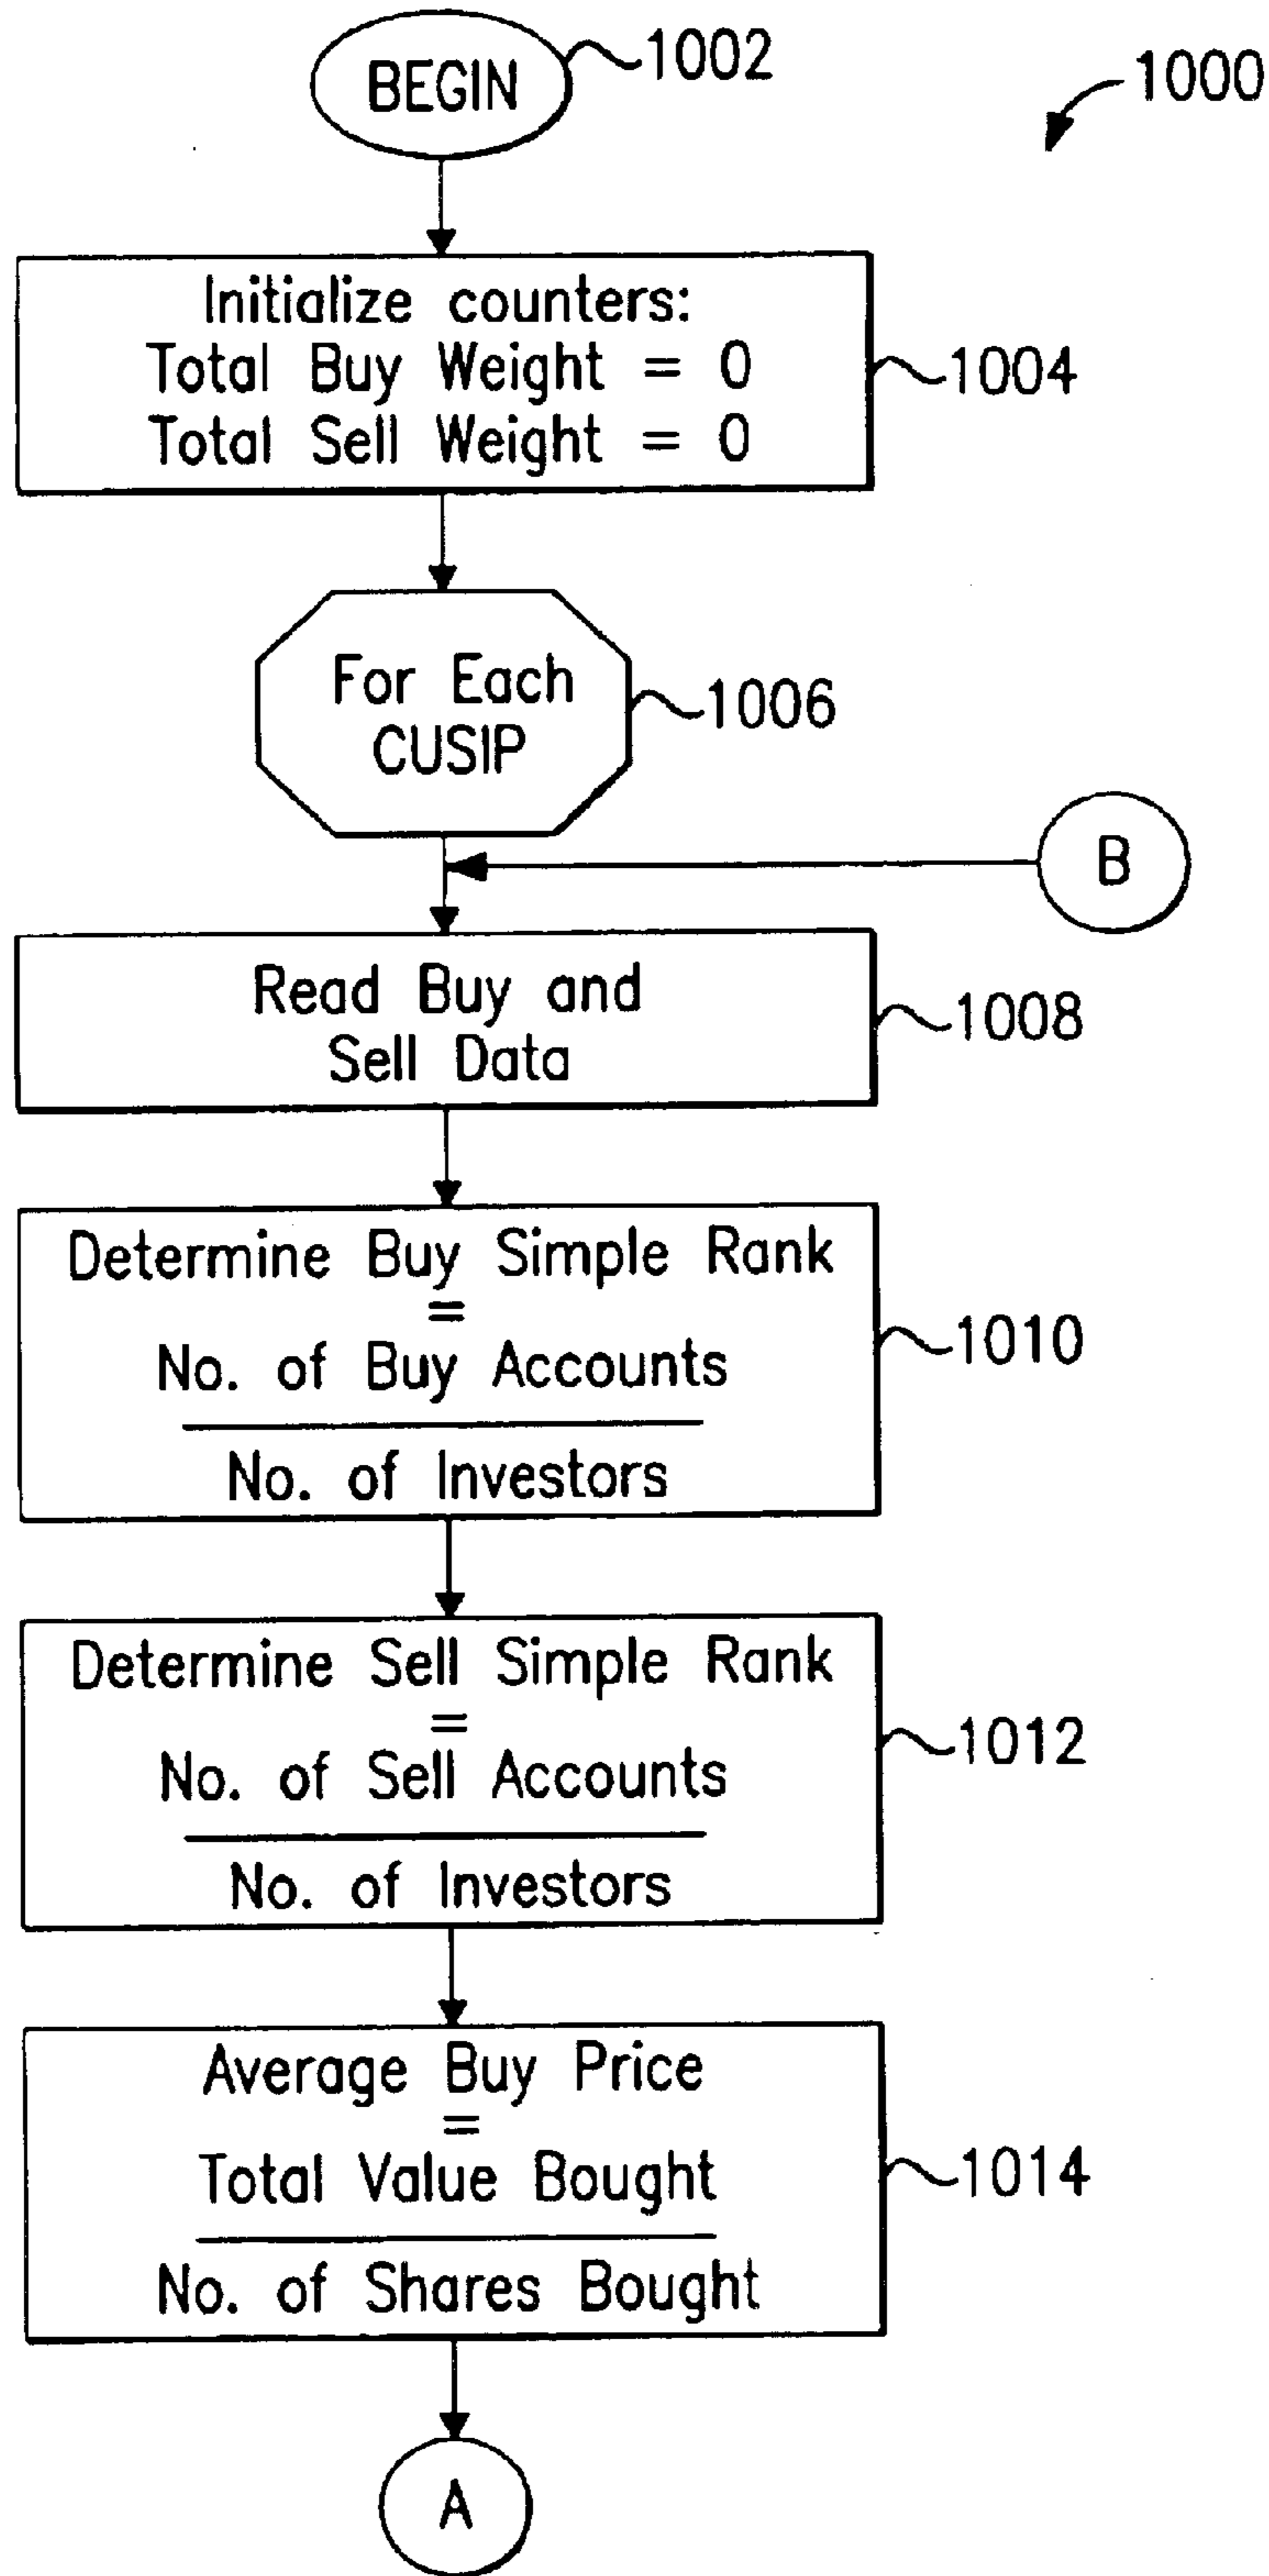 BEGIN
1002
1000
Initialize counters:
Total Buy Weight = 0
Total Sell Weight = 0
1004
For Each
CUSIP
1006
B
Read Buy and
Sell Data
1008
Determine Buy Simple Rank
=
No. of Buy Accounts
No. of Investors
1010
Determine Sell Simple Rank
=
No. of Sell Accounts
No. of Investors
1012
Average Buy Price
=
Total Value Bought
No. of Shares Bought
1014
A